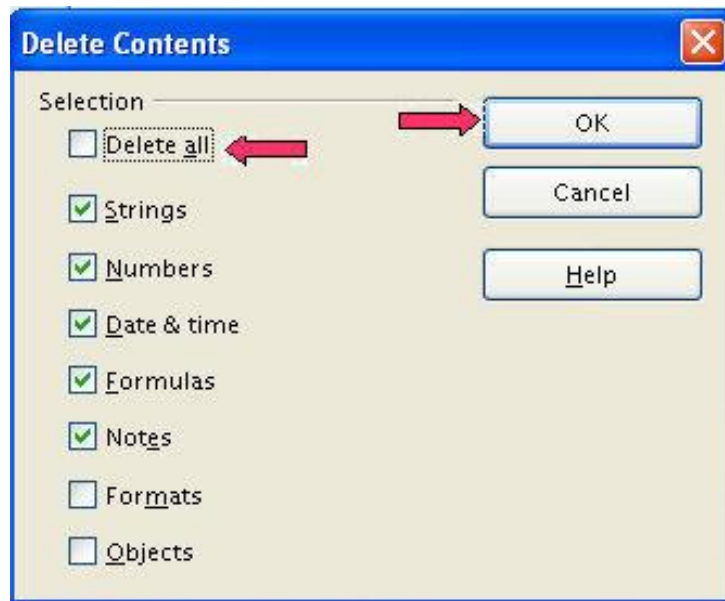 Delete Contents
Selection
Delete all
Strings
Numbers
Date & time
Formulas
Notes
Formats
Objects
OK
Cancel
Help